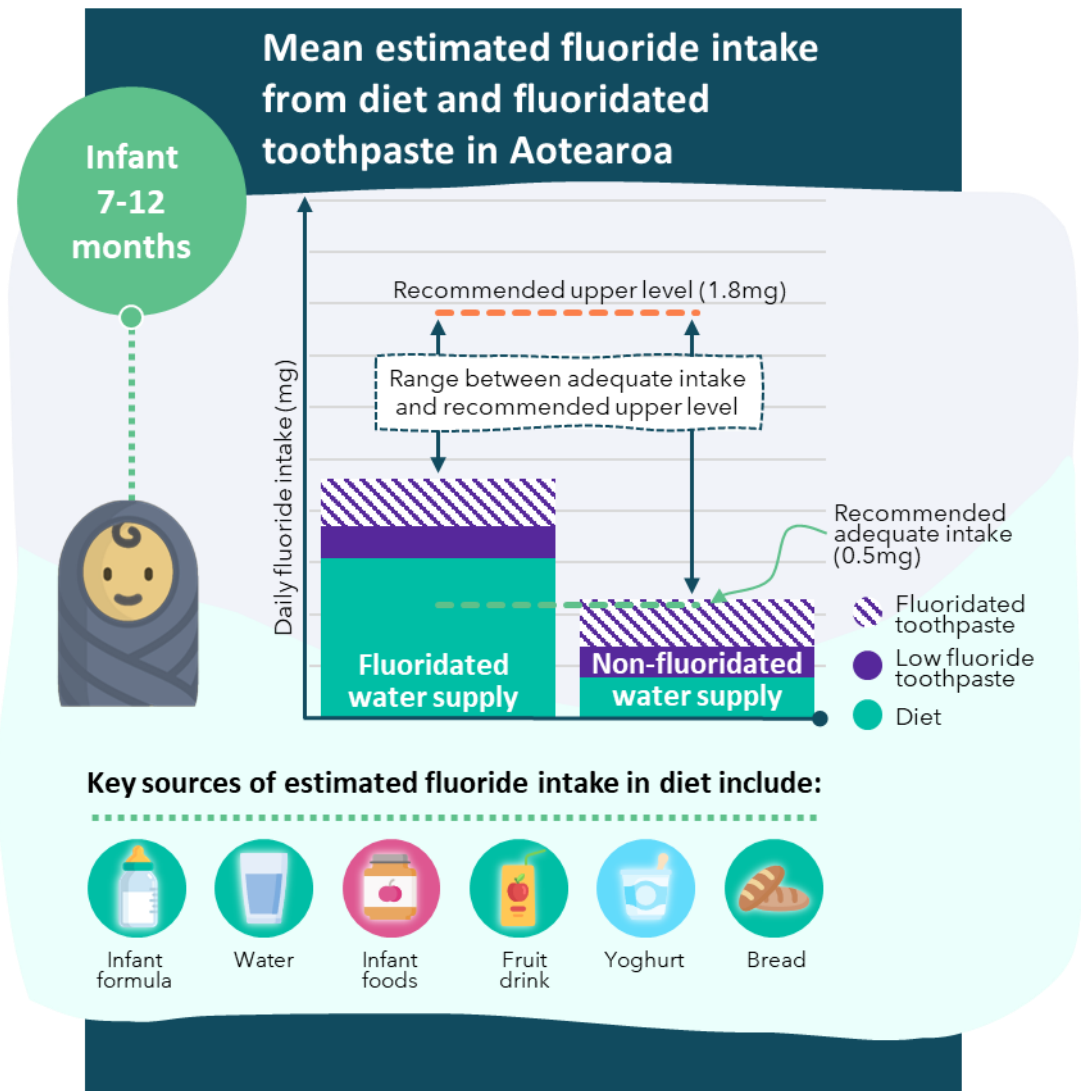 Mean estimated fluoride intake
from diet and fluoridated
toothpaste in Aotearoa
Infant
7-12
months
Daily fluoride intake (mg)
Recommended upper level (1.8mg)
Range between adequate intake
and recommended upper level
Recommended
adequate intake
(0.5mg)
Fluoridated
water supply
Non-fluoridated
water supply
Fluoridated
toothpaste
Low fluoride
toothpaste
Diet
Key sources of estimated fluoride intake in diet include:
Infant
formula
Water
Infant
foods
Fruit
drink
Yoghurt
Bread